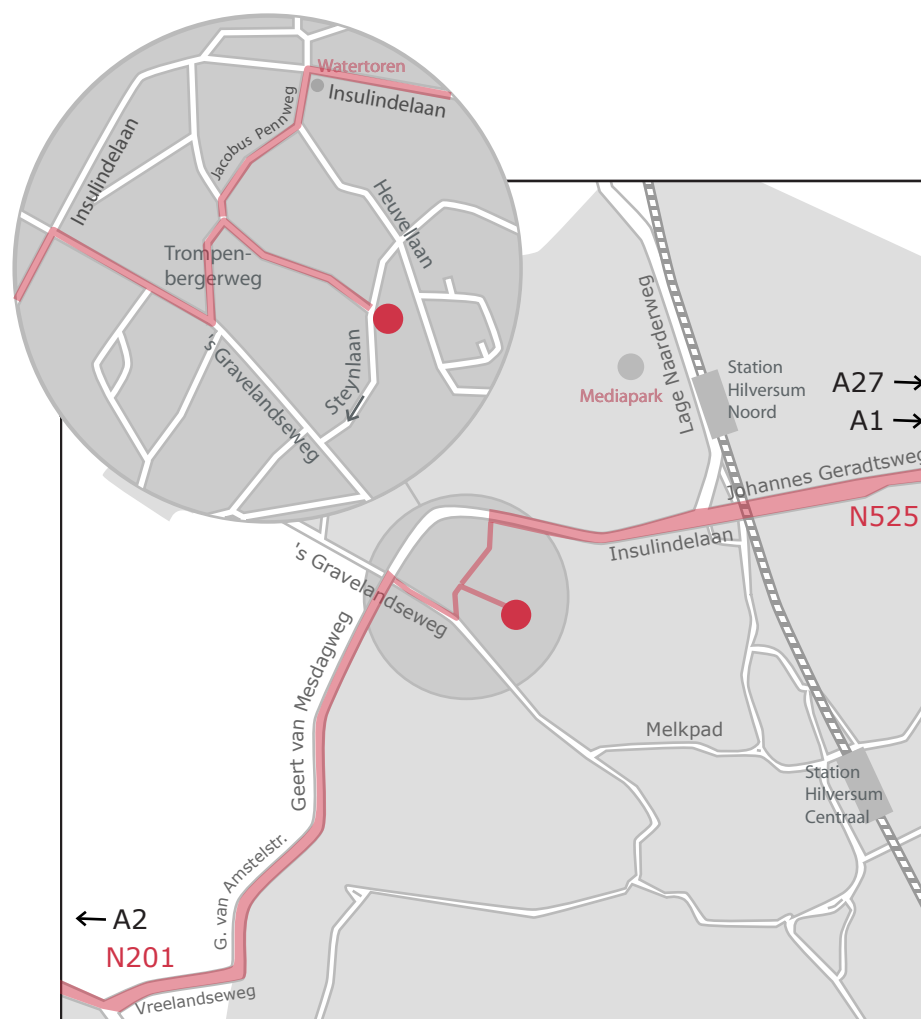 Watertoren
Insulindelaan
Jacobus Pennweg
Insulindelaan
Heuvellaan
Trompen-
bergerweg
's Gravelandseweg
Steynlaan
Lage Naarderweg
Station
Hilversum
Noord
Mediapark
A27
A1
Johannes Geradtsweg
N525
Insulindelaan
's Gravelandseweg
Geert van Mesdagweg
Melkpad
Station
Hilversum
Centraal
G. van Amstelstr.
A2
N201
Vreelandseweg